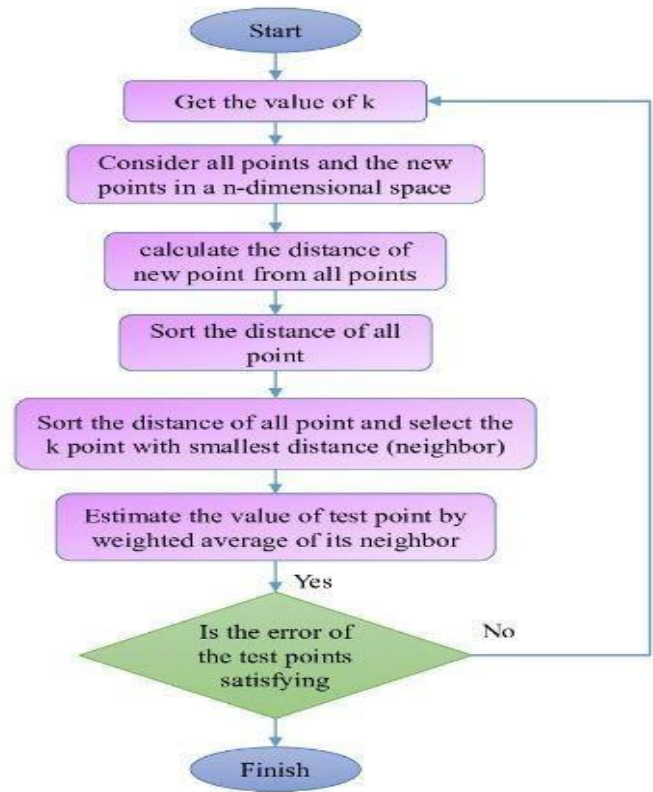 Start
Get the value of k
Consider all points and the new
points in a n-dimensional space
calculate the distance of
new point from all points
Sort the distance of all
point
Sort the distance of all point and select the
k point with smallest distance (neighbor)
Estimate the value of test point by
weighted average of its neighbor
Yes
Is the error of
the test points
satisfying
No
Finish